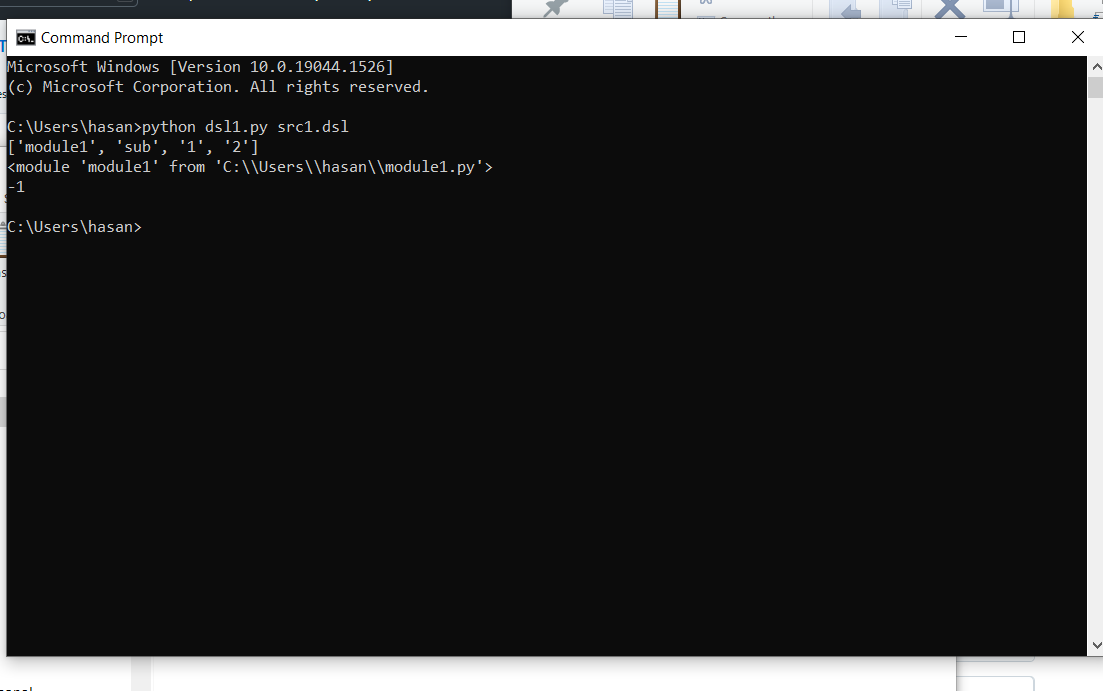 Command Prompt
Microsoft Windows [Version 10.0.19044.1526]
(c) Microsoft Corporation. All rights reserved.
C:\Users\hasan>python dsl1.py src1.dsl
['module1', 'sub', '1', '2']
<module 'module1' from 'C:\\Users\\hasan\\module1.py'>
-1
C:\Users\hasan>